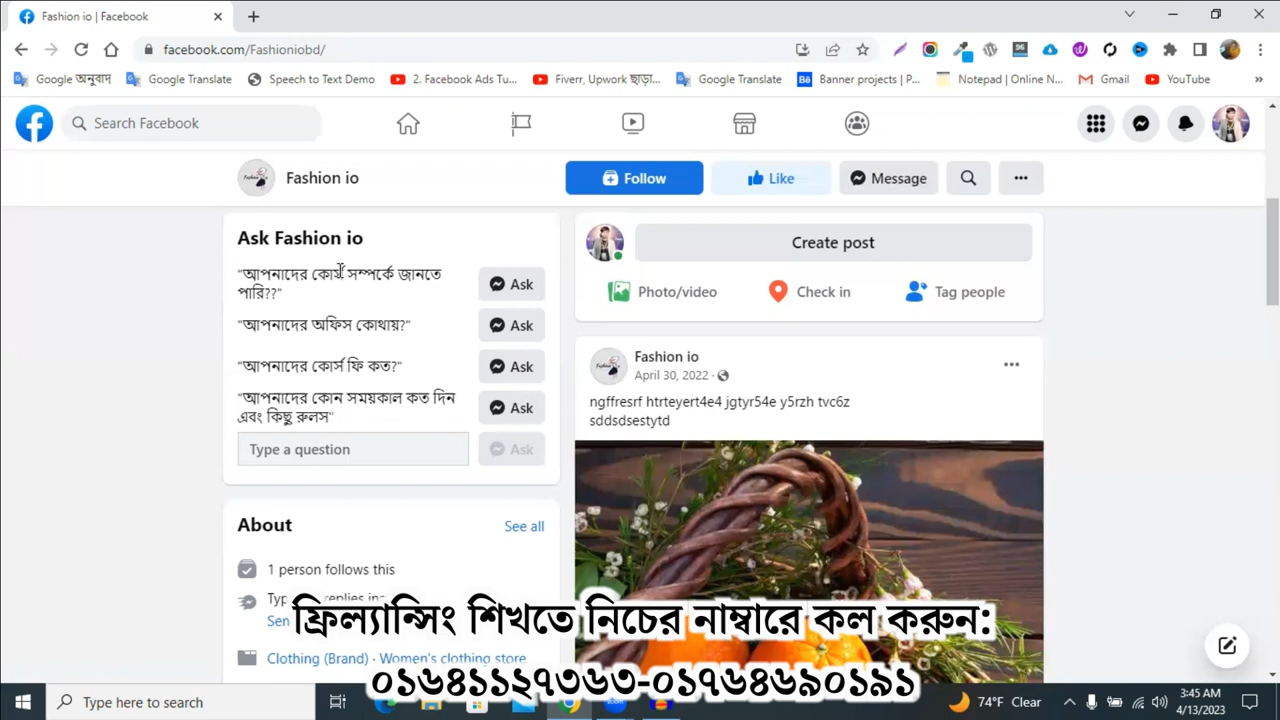 Fashion io | Facebook
facebook.com/Fashioniobd/
Google অনুবাদ
Google Translate
Speech to Text Demo
2. Facebook Ads Tu...
Fiverr, Upwork ছাড়া...
Google Translate
Banner projects | P...
Notepad | Online N...
Gmail
YouTube
Search Facebook
Fashion io
Follow
Like
Message
Ask Fashion io
"আপনাদের কোর্স সম্পর্কে জানতে
পারি??"
Ask
"আপনাদের অফিস কোথায়?"
Ask
"আপনাদের কোর্স ফি কত?"
Ask
"আপনাদের কোন সময়কাল কত দিন
এবং কিছু রুলস"
Ask
Type a question
Ask
About
See all
1 person follows this
Clothing (Brand) · Women's clothing store
Create post
Photo/video
Check in
Tag people
Fashion io
April 30, 2022
ngffresrf htrteyert4e4 jgtyr54e y5rzh tvc6z
sddsdsestytd
ফ্রিল্যান্সিং শিখতে নিচের নাম্বারে কল করুন:
০১৬৪১১২৭৩৬৩-০১৭৬৪৬৯০১৯১
Type here to search
74°F Clear
3:45 AM
4/13/2023